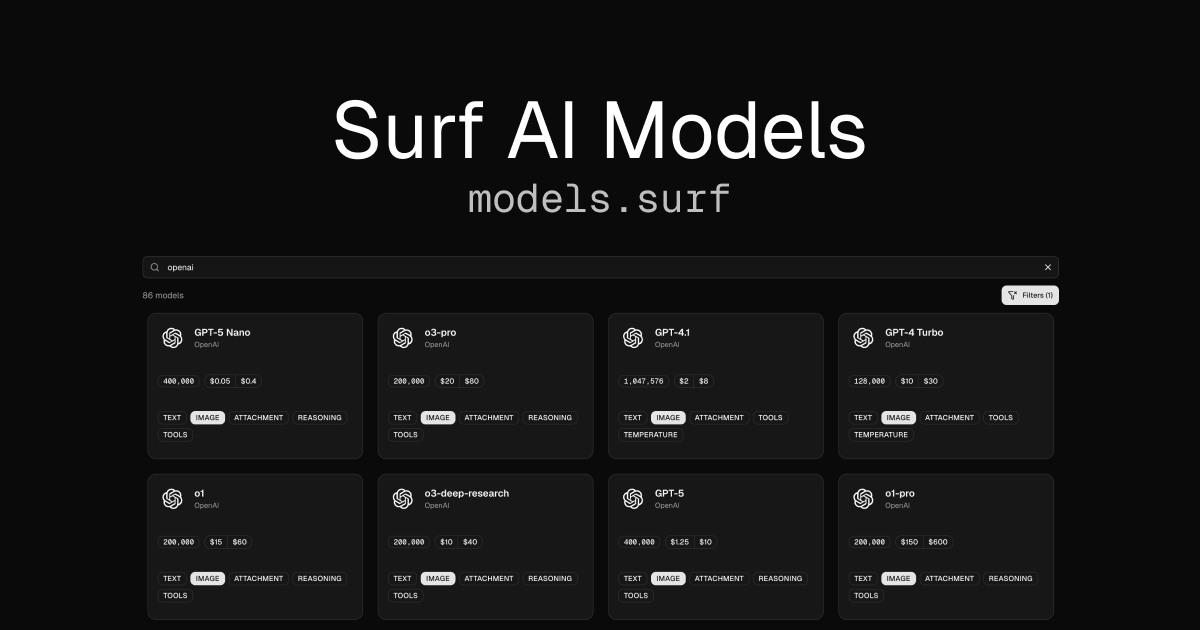 Surf AI Models
models.surf
openai
86 models
Filters (1)
GPT-5 Nano
OpenAI
400,000 $0.05 $0.4
TEXT IMAGE ATTACHMENT REASONING
TOOLS
o3-pro
OpenAI
200,000 $20 $80
TEXT IMAGE ATTACHMENT REASONING
TOOLS
GPT-4.1
OpenAI
1,047,576 $2 $8
TEXT IMAGE ATTACHMENT TOOLS
TEMPERATURE
GPT-4 Turbo
OpenAI
128,000 $10 $30
TEXT IMAGE ATTACHMENT TOOLS
TEMPERATURE
o1
OpenAI
200,000 $15 $60
TEXT IMAGE ATTACHMENT REASONING
TOOLS
o3-deep-research
OpenAI
200,000 $10 $40
TEXT IMAGE ATTACHMENT REASONING
TOOLS
GPT-5
OpenAI
400,000 $1.25 $10
TEXT IMAGE ATTACHMENT REASONING
TOOLS
o1-pro
OpenAI
200,000 $150 $600
TEXT IMAGE ATTACHMENT REASONING
TOOLS